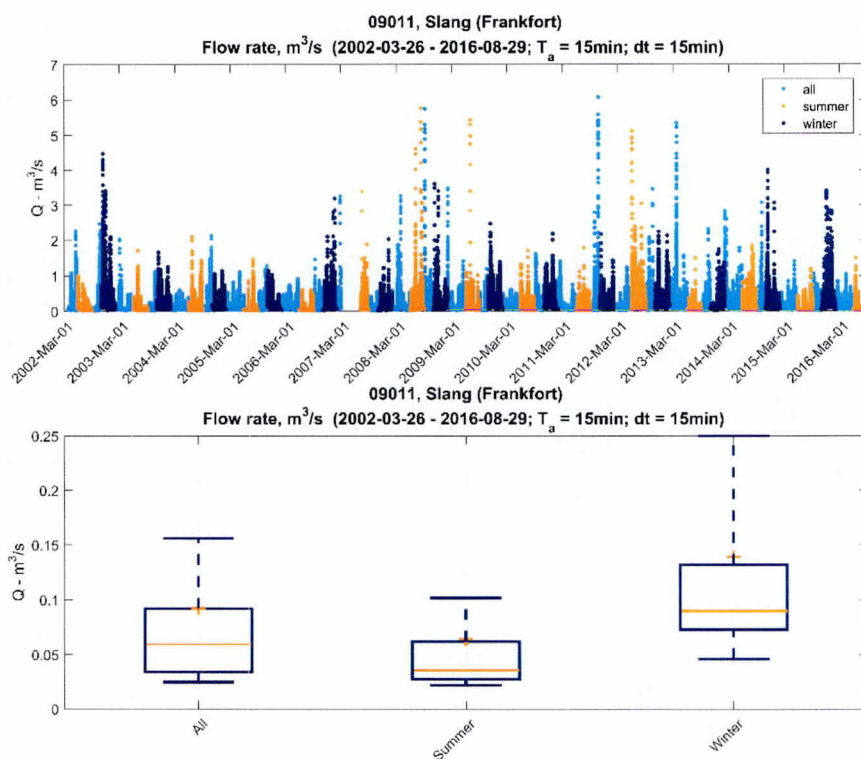 09011, Slang (Frankfort)
Flow rate, m³/s (2002-03-26 - 2016-08-29; Tₐ = 15min; dt = 15min)
7
6
5
4
3
2
1
0
Q - m³/s
all
summer
winter
2002-Mar-01
2003-Mar-01
2004-Mar-01
2005-Mar-01
2006-Mar-01
2007-Mar-01
2008-Mar-01
2009-Mar-01
2010-Mar-01
2011-Mar-01
2012-Mar-01
2013-Mar-01
2014-Mar-01
2015-Mar-01
2016-Mar-01
09011, Slang (Frankfort)
Flow rate, m³/s (2002-03-26 - 2016-08-29; Tₐ = 15min; dt = 15min)
0.25
0.2
0.15
0.1
0.05
0
Q - m³/s
All
Summer
Winter